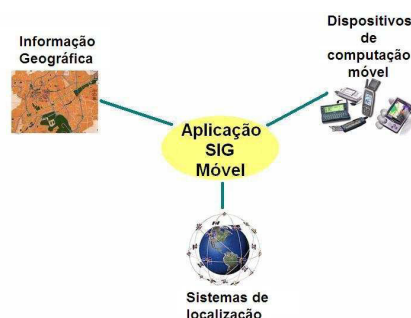 Informação
Geográfica
Dispositivos
de
computação
móvel
Aplicação
SIG
Móvel
Sistemas de
localização